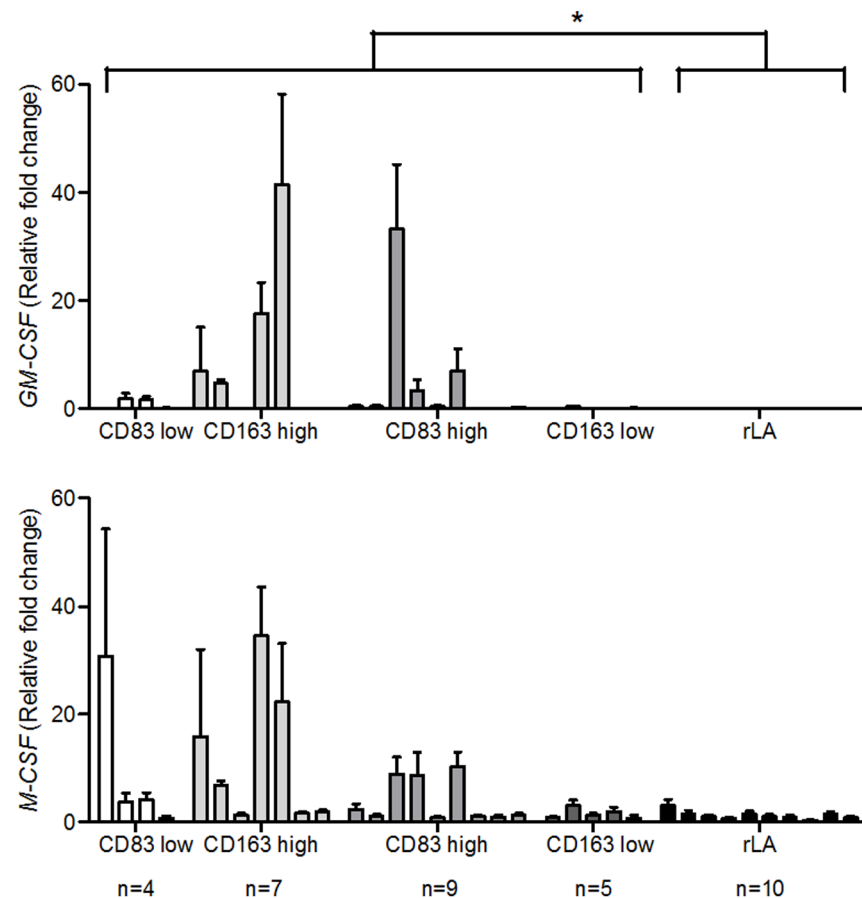 *
60
40
20
0
GM-CSF (Relative fold change)
CD83 low CD163 high CD83 high CD163 low rLA
60
40
20
0
M-CSF (Relative fold change)
CD83 low CD163 high CD83 high CD163 low rLA
n=4 n=7 n=9 n=5 n=10